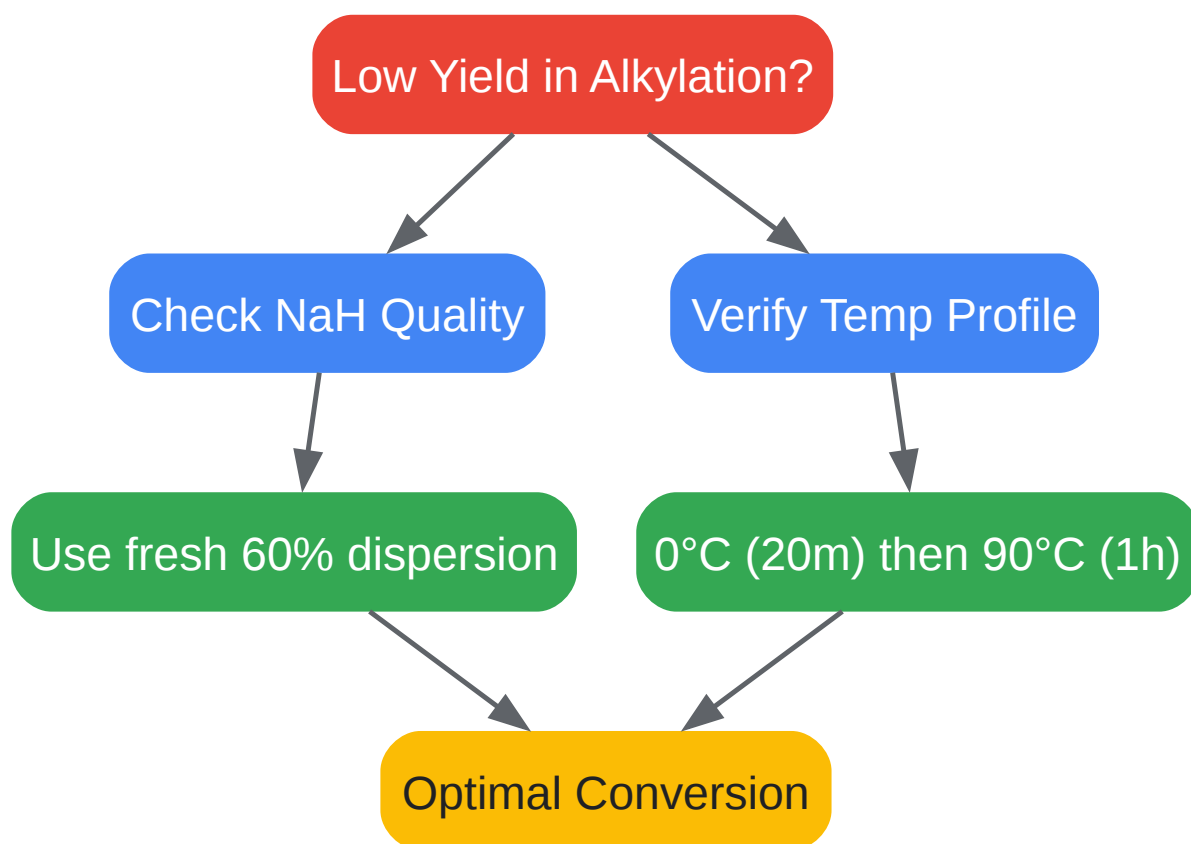 Low Yield in Alkylation?
Check NaH Quality
Verify Temp Profile
Use fresh 60% dispersion
0°C (20m) then 90°C (1h)
Optimal Conversion